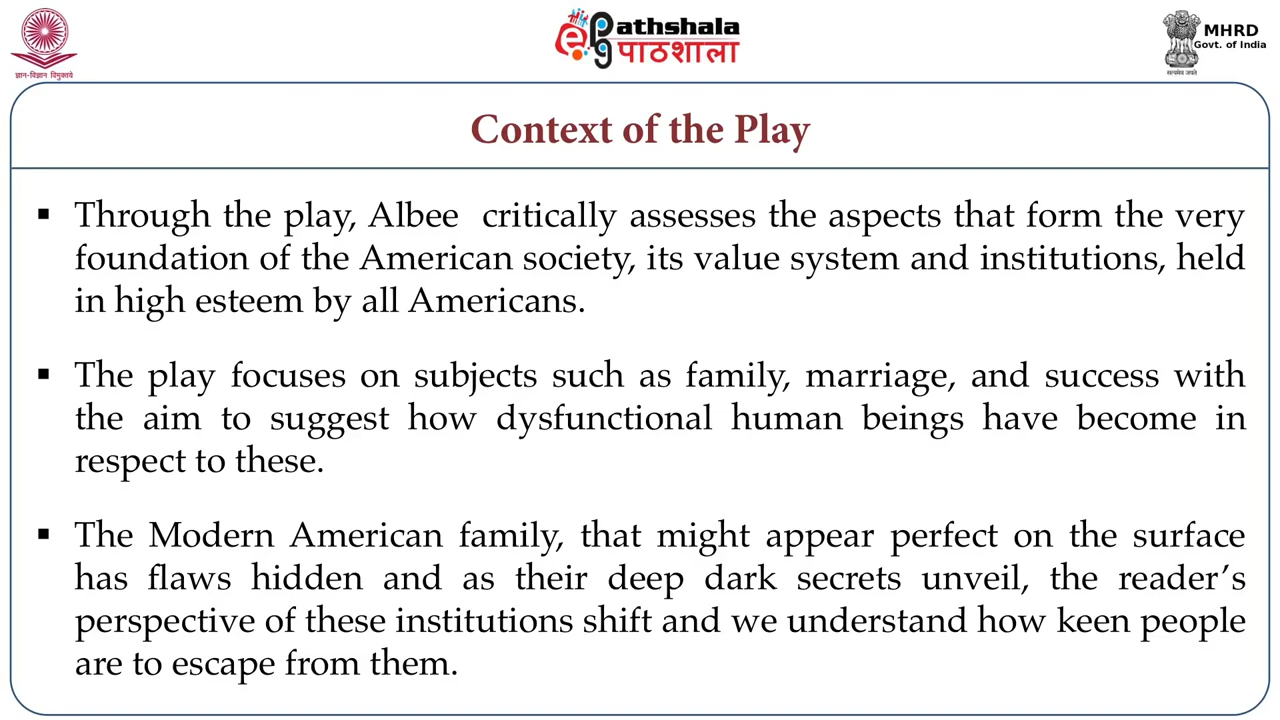 ज्ञान-विज्ञान विमुक्तये
ePathshala
पाठशाला
MHRD
Govt. of India
सत्यमेव जयते
Context of the Play
▪ Through the play, Albee critically assesses the aspects that form the very
foundation of the American society, its value system and institutions, held
in high esteem by all Americans.
▪ The play focuses on subjects such as family, marriage, and success with
the aim to suggest how dysfunctional human beings have become in
respect to these.
▪ The Modern American family, that might appear perfect on the surface
has flaws hidden and as their deep dark secrets unveil, the reader’s
perspective of these institutions shift and we understand how keen people
are to escape from them.